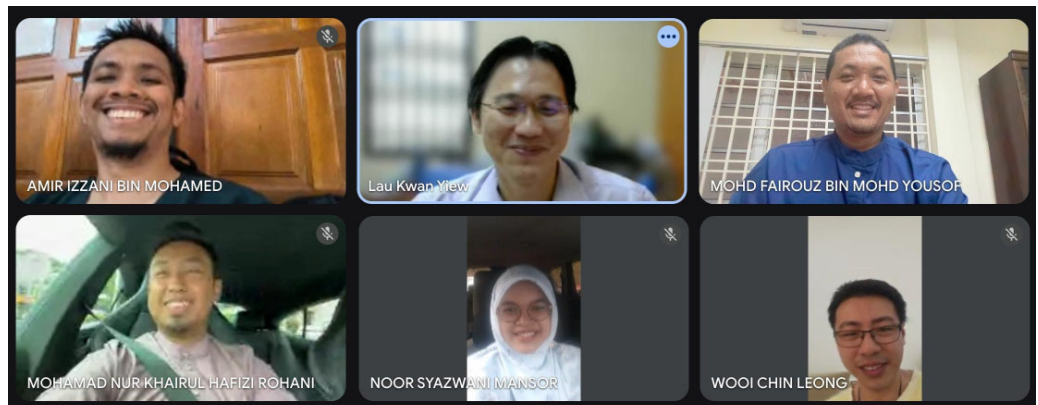 AMIR IZZANI BIN MOHAMED
Lau Kwan Yiew
MOHD FAIROUZ BIN MOHD YOUSOF
MOHAMAD NUR KHAIRUL HAFIZI ROHANI
NOOR SYAZWANI MANSOR
WOOI CHIN LEONG